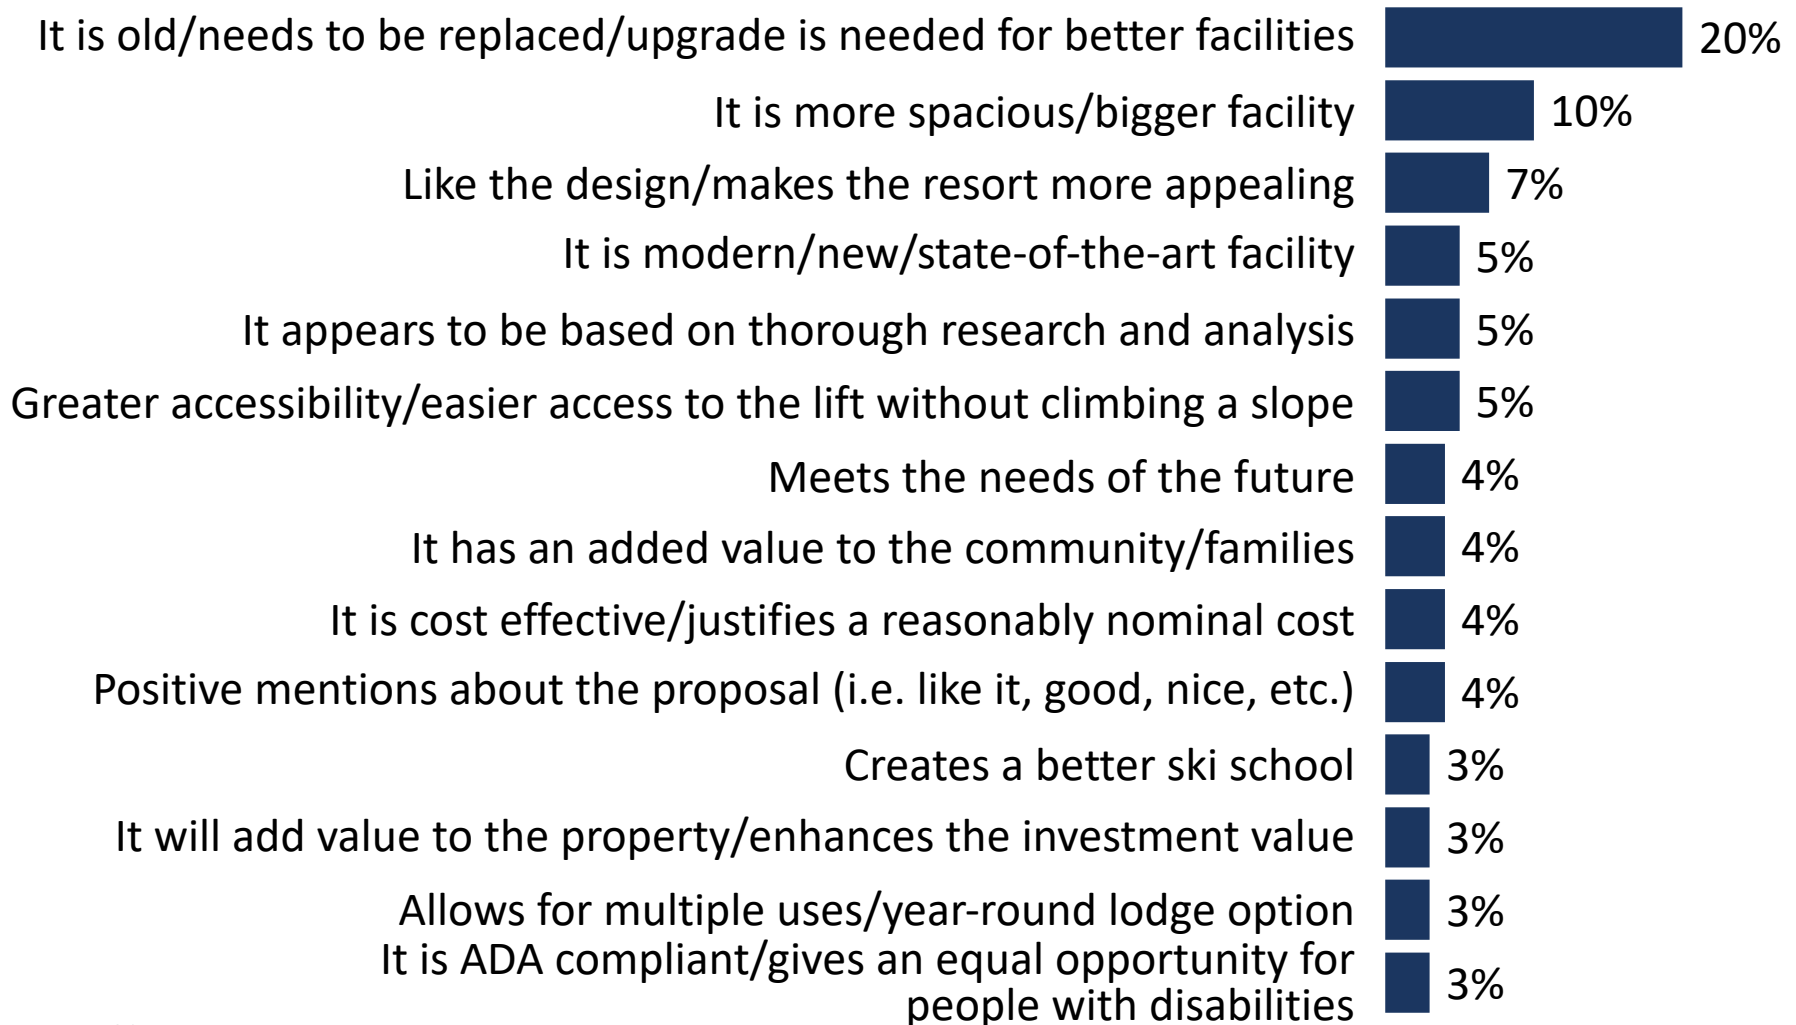 It is old/needs to be replaced/upgrade is needed for better facilities 20%
It is more spacious/bigger facility 10%
Like the design/makes the resort more appealing 7%
It is modern/new/state-of-the-art facility 5%
It appears to be based on thorough research and analysis 5%
Greater accessibility/easier access to the lift without climbing a slope 5%
Meets the needs of the future 4%
It has an added value to the community/families 4%
It is cost effective/justifies a reasonably nominal cost 4%
Positive mentions about the proposal (i.e. like it, good, nice, etc.) 4%
Creates a better ski school 3%
It will add value to the property/enhances the investment value 3%
Allows for multiple uses/year-round lodge option 3%
It is ADA compliant/gives an equal opportunity for
people with disabilities 3%